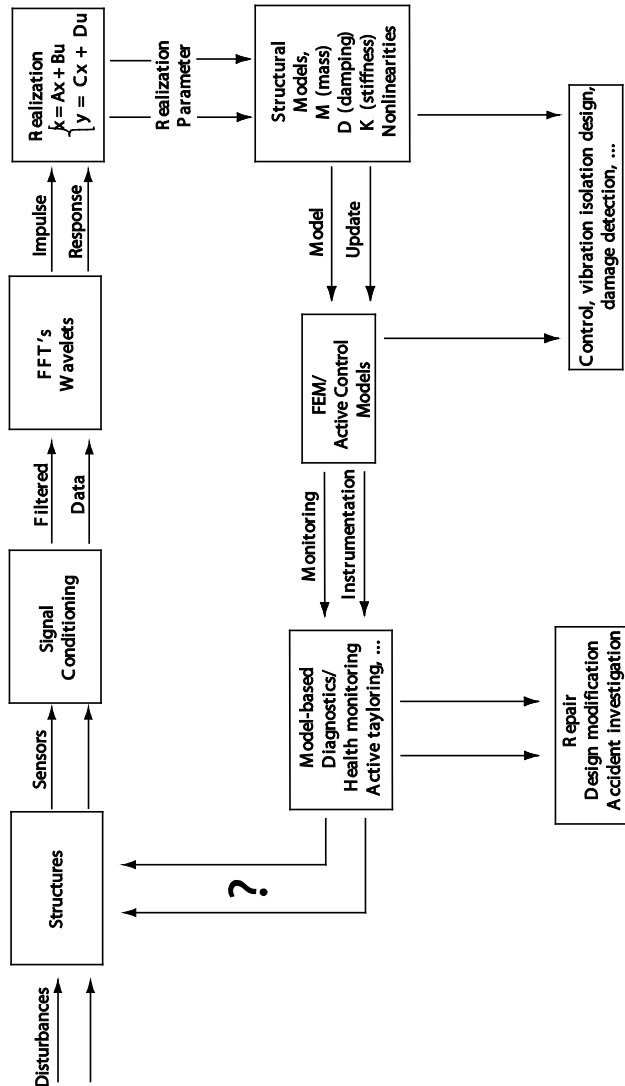 Disturbances
Structures
Sensors
Signal
Conditioning
Filtered
Data
FFT's
Wavelets
Impulse
Response
Realization
ẋ = Ax + Bu
y = Cx + Du
Realization
Parameter
Structural
Models,
M (mass)
D (damping)
K (stiffness)
Nonlinearities
Model
Update
FEM/
Active Control
Models
Monitoring
Instrumentation
Model-based
Diagnostics/
Health monitoring
Active tayloring, ...
?
Repair
Design modification
Accident investigation
Control, vibration isolation design,
damage detection, ...